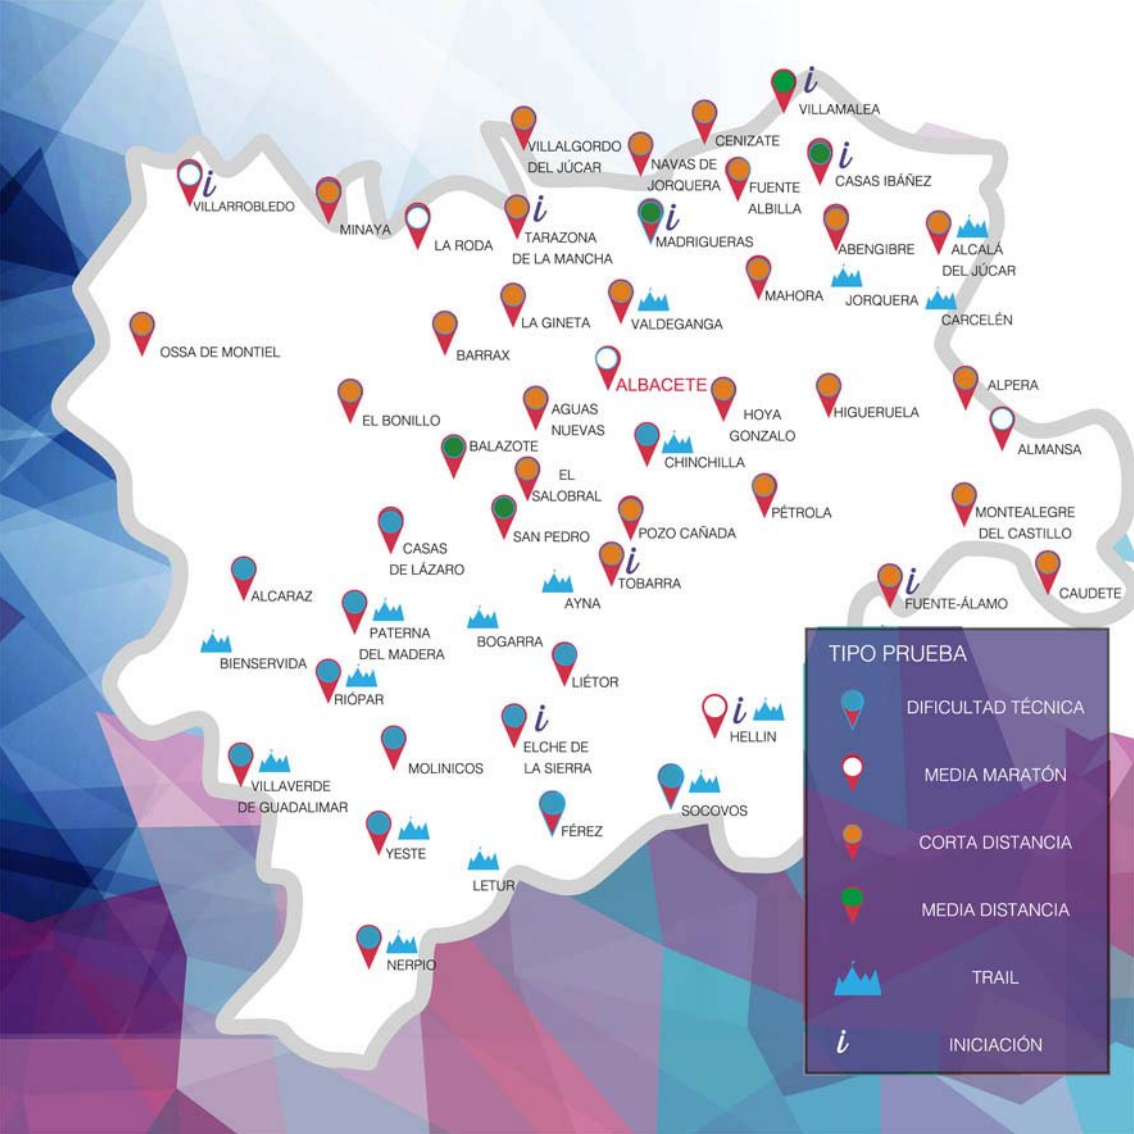 VILLAMALEA
CENIZATE
VILLALGORDO
DEL JÚCAR
NAVAS DE
JORQUERA
FUENTE
ALBILLA
CASAS IBÁÑEZ
VILLARROBLEDO
MINAYA
LA RODA
TARAZONA
DE LA MANCHA
MADRIGUERAS
ABENGIBRE
ALCALÁ
DEL JÚCAR
MAHORA
JORQUERA
CARCELÉN
LA GINETA
VALDEGANGA
OSSA DE MONTIEL
BARRAX
ALBACETE
ALPERA
EL BONILLO
AGUAS
NUEVAS
HOYA
GONZALO
HIGUERUELA
ALMANSA
BALAZOTE
CHINCHILLA
EL
SALOBRAL
PÉTROLA
MONTEALEGRE
DEL CASTILLO
SAN PEDRO
POZO CAÑADA
CASAS
DE LÁZARO
TOBARRA
ALCARAZ
AYNA
FUENTE-ÁLAMO
CAUDETE
PATERNA
DEL MADERA
BOGARRA
BIENSERVIDA
RIÓPAR
LIÉTOR
HELLIN
ELCHE DE
LA SIERRA
MOLINICOS
VILLAVERDE
DE GUADALIMAR
SOCOVOS
FÉREZ
YESTE
LETUR
NERPIO
TIPO PRUEBA
DIFICULTAD TÉCNICA
MEDIA MARATÓN
CORTA DISTANCIA
MEDIA DISTANCIA
TRAIL
i INICIACIÓN